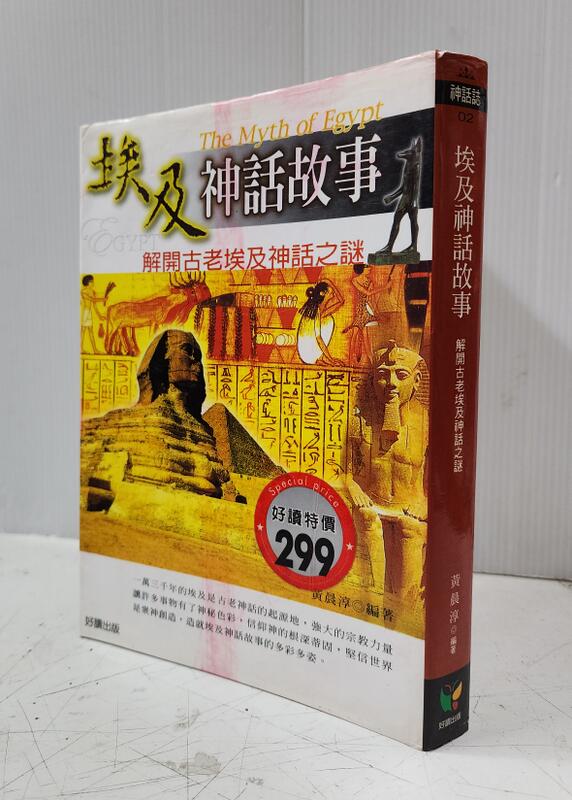 The Myth of Egypt
埃及神話故事
EGYPT
解開古老埃及神話之謎
Special price
好讀特價
299
黃晨淳◎編著
一萬三千年的埃及是古老神話的起源地，強大的宗教力量
讓許多事物有了神秘色彩，信仰神的根深蒂固，堅信世界
是眾神創造，造就埃及神話故事的多彩多姿。
好讀出版
神話誌
02
埃及神話故事
解開古老埃及神話之謎
黃晨淳◎編著
好讀出版